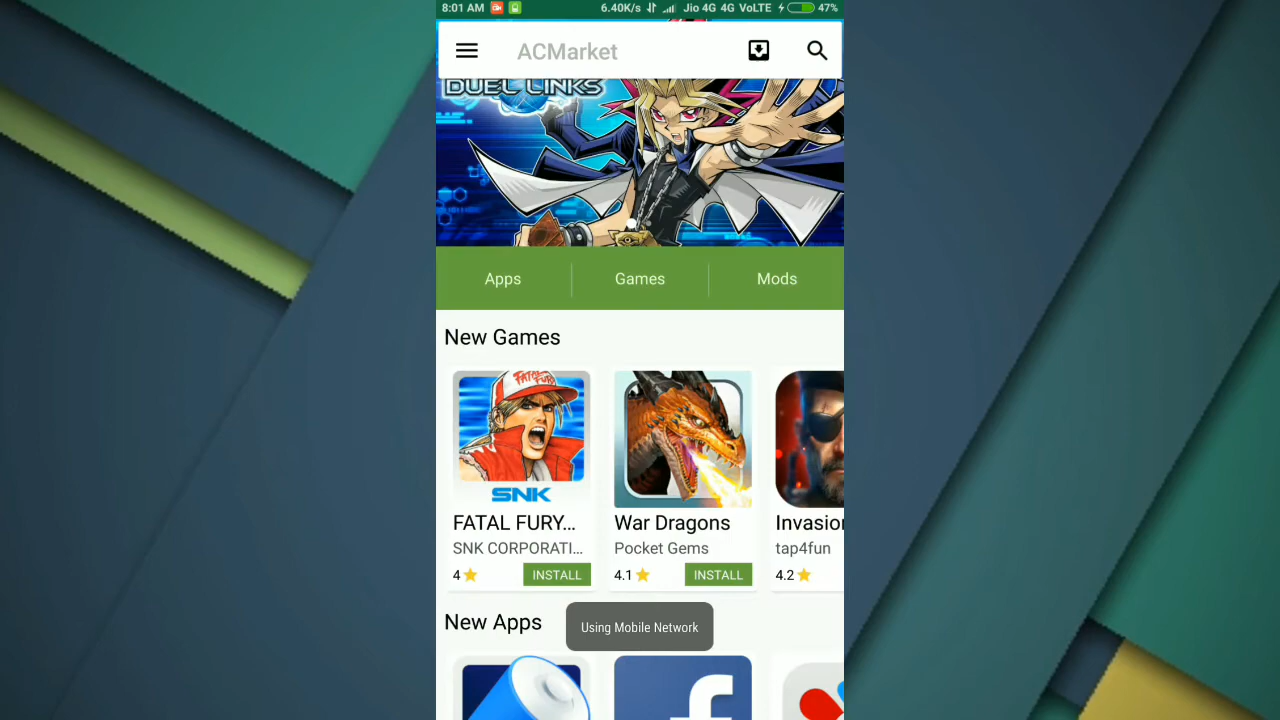 8:01 AM 6.40K/s Jio 4G 4G VoLTE 47%
ACMarket
DUEL LINKS
Apps Games Mods
New Games
FATAL FURY
SNK
FATAL FURY... War Dragons Invasion
SNK CORPORATI... Pocket Gems tap4fun
4 INSTALL 4.1 INSTALL 4.2
New Apps
Using Mobile Network
f